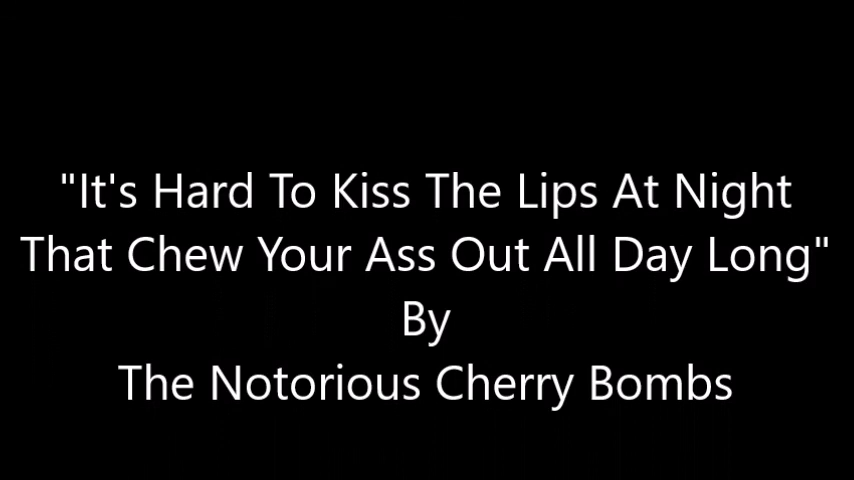 "It's Hard To Kiss The Lips At Night
That Chew Your Ass Out All Day Long"
By
The Notorious Cherry Bombs